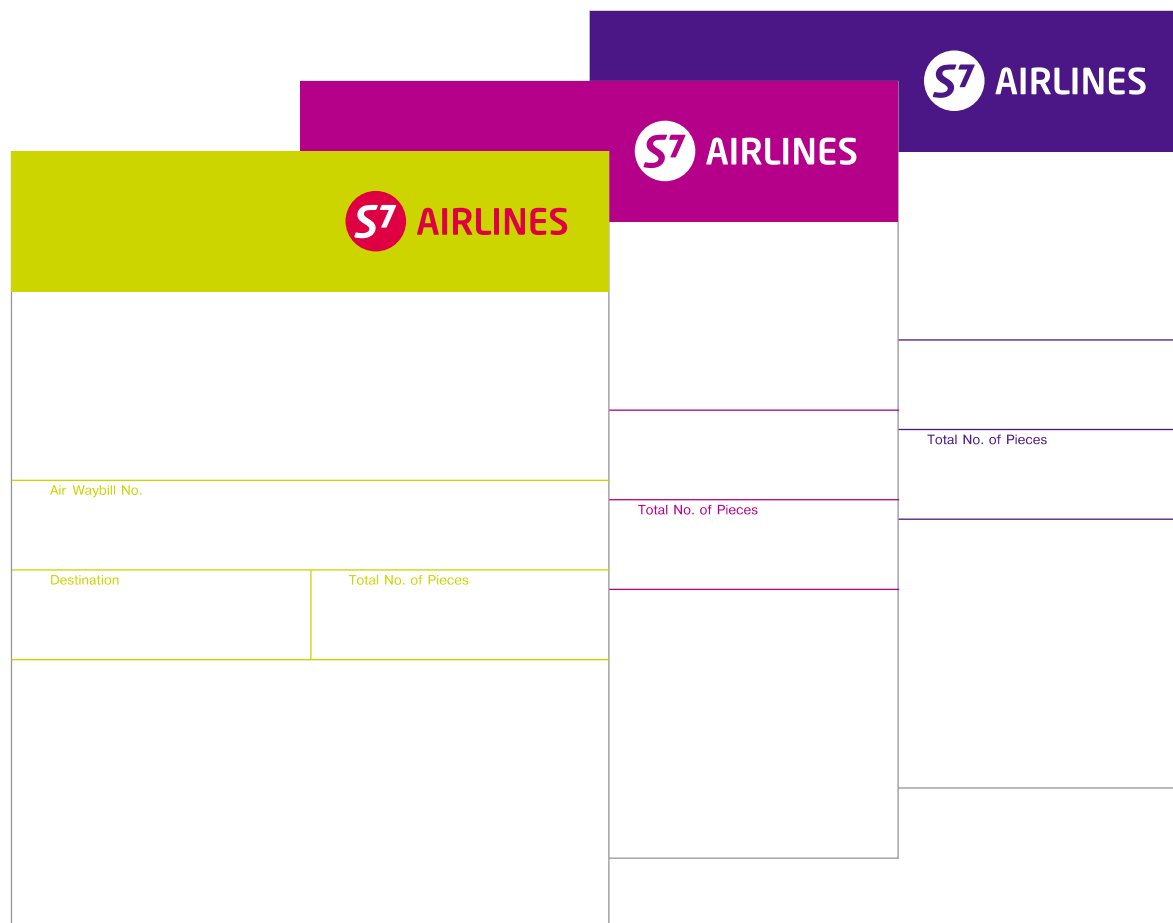 S7 AIRLINES
Air Waybill No.
Destination
Total No. of Pieces
S7 AIRLINES
Total No. of Pieces
S7 AIRLINES
Total No. of Pieces